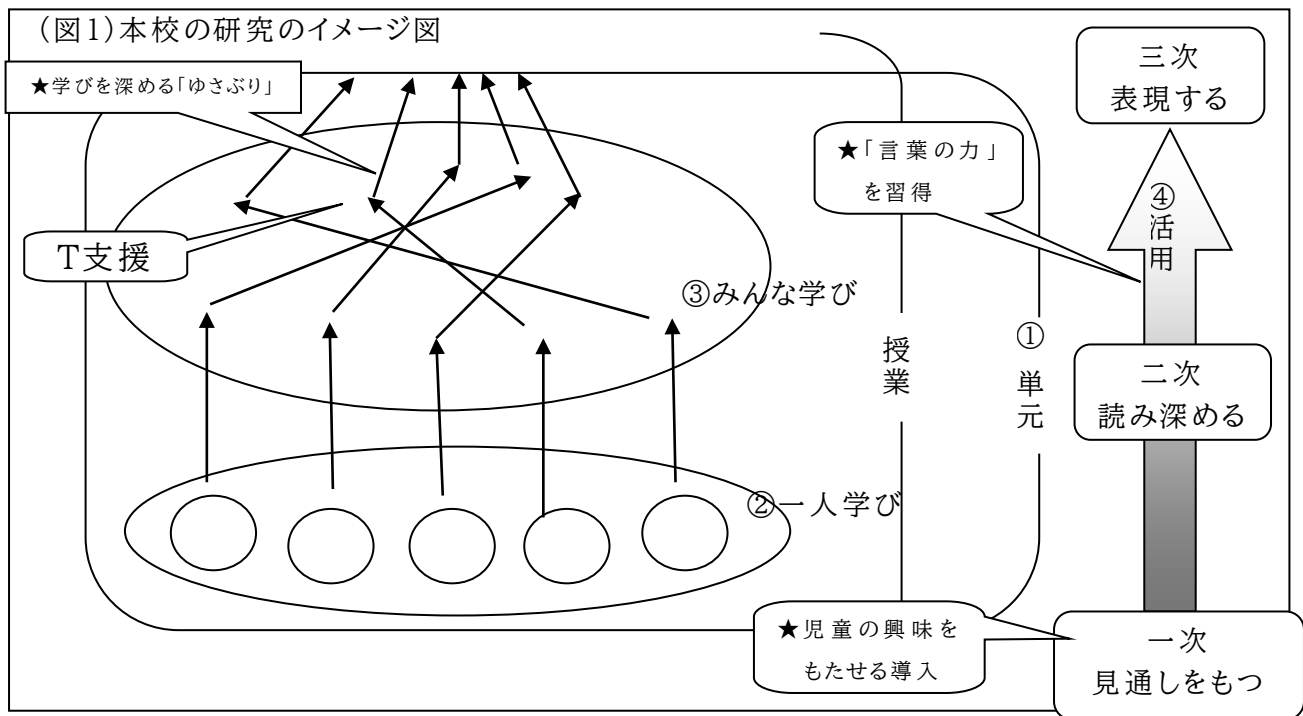 (図1)本校の研究のイメージ図
★学びを深める「ゆさぶり」
T支援
③みんな学び
②一人学び
授業
①単元
★「言葉の力」
を習得
三次
表現する
④活用
二次
読み深める
★児童の興味を
もたせる導入
一次
見通しをもつ